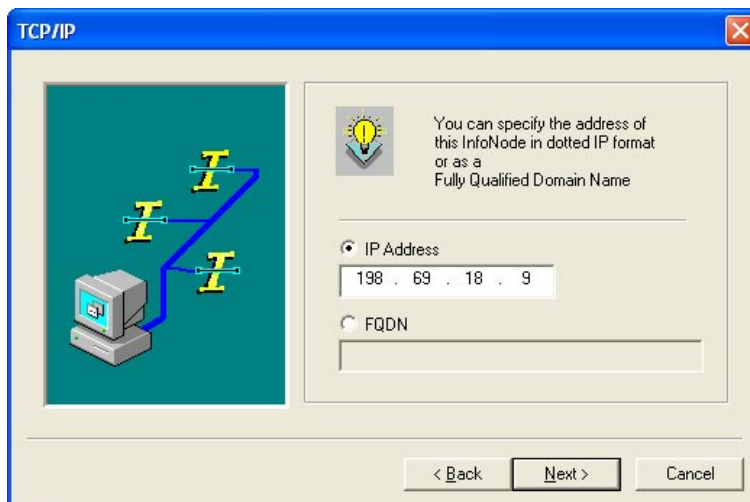 TCP/IP
You can specify the address of
this InfoNode in dotted IP format
or as a
Fully Qualified Domain Name
IP Address
198 . 69 . 18 . 9
FQDN
< Back
Next >
Cancel